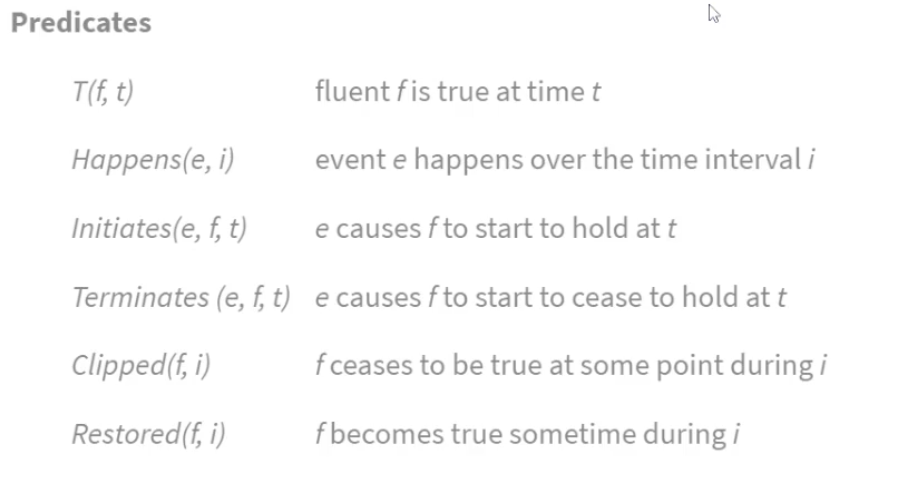 Predicates
T(f, t) fluent f is true at time t
Happens(e, i) event e happens over the time interval i
Initiates(e, f, t) e causes f to start to hold at t
Terminates (e, f, t) e causes f to start to cease to hold at t
Clipped(f, i) f ceases to be true at some point during i
Restored(f, i) f becomes true sometime during i